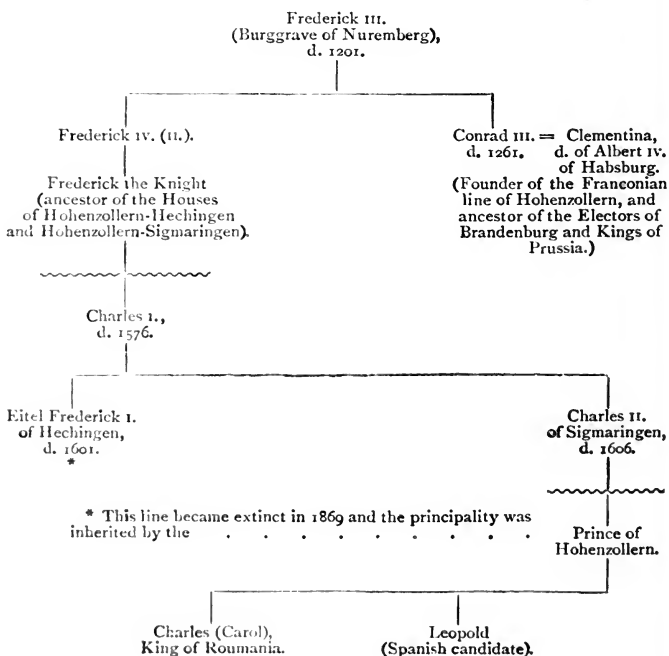 Frederick III.
(Burggrave of Nuremberg),
d. 1201.
Frederick IV. (II.).
Conrad III. = Clementina,
d. 1261. d. of Albert IV.
of Habsburg.
(Founder of the Franconian
line of Hohenzollern, and
ancestor of the Electors of
Brandenburg and Kings of
Prussia.)
Frederick the Knight
(ancestor of the Houses
of Hohenzollern-Hechingen
and Hohenzollern-Sigmaringen).
Charles I.,
d. 1576.
Eitel Frederick I.
of Hechingen,
d. 1601.
*
Charles II.
of Sigmaringen,
d. 1606.
* This line became extinct in 1869 and the principality was
inherited by the . . . . . . . . . .
Prince of
Hohenzollern.
Charles (Carol),
King of Roumania.
Leopold
(Spanish candidate).